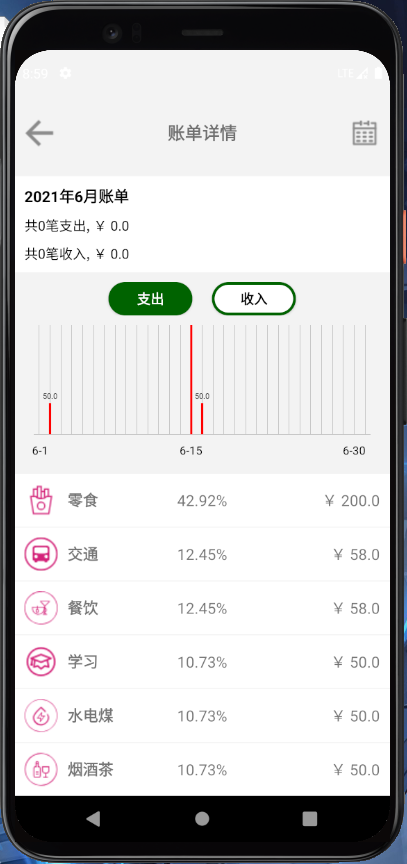 8:59 LTE
账单详情
2021年6月账单
共0笔支出, ￥ 0.0
共0笔收入, ￥ 0.0
支出 收入
50.0 50.0
6-1 6-15 6-30
零食 42.92% ￥ 200.0
交通 12.45% ￥ 58.0
餐饮 12.45% ￥ 58.0
学习 10.73% ￥ 50.0
水电煤 10.73% ￥ 50.0
烟酒茶 10.73% ￥ 50.0